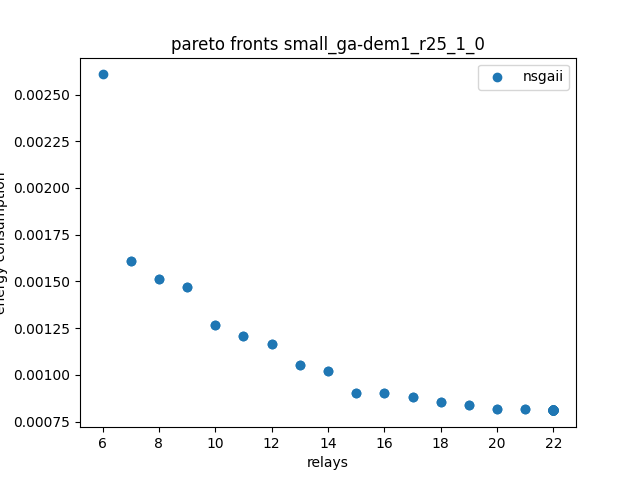 pareto fronts small_ga-dem1_r25_1_0
nsgaii
0.00250
0.00225
0.00200
0.00175
0.00150
0.00125
0.00100
0.00075
energy consumption
6 8 10 12 14 16 18 20 22
relays